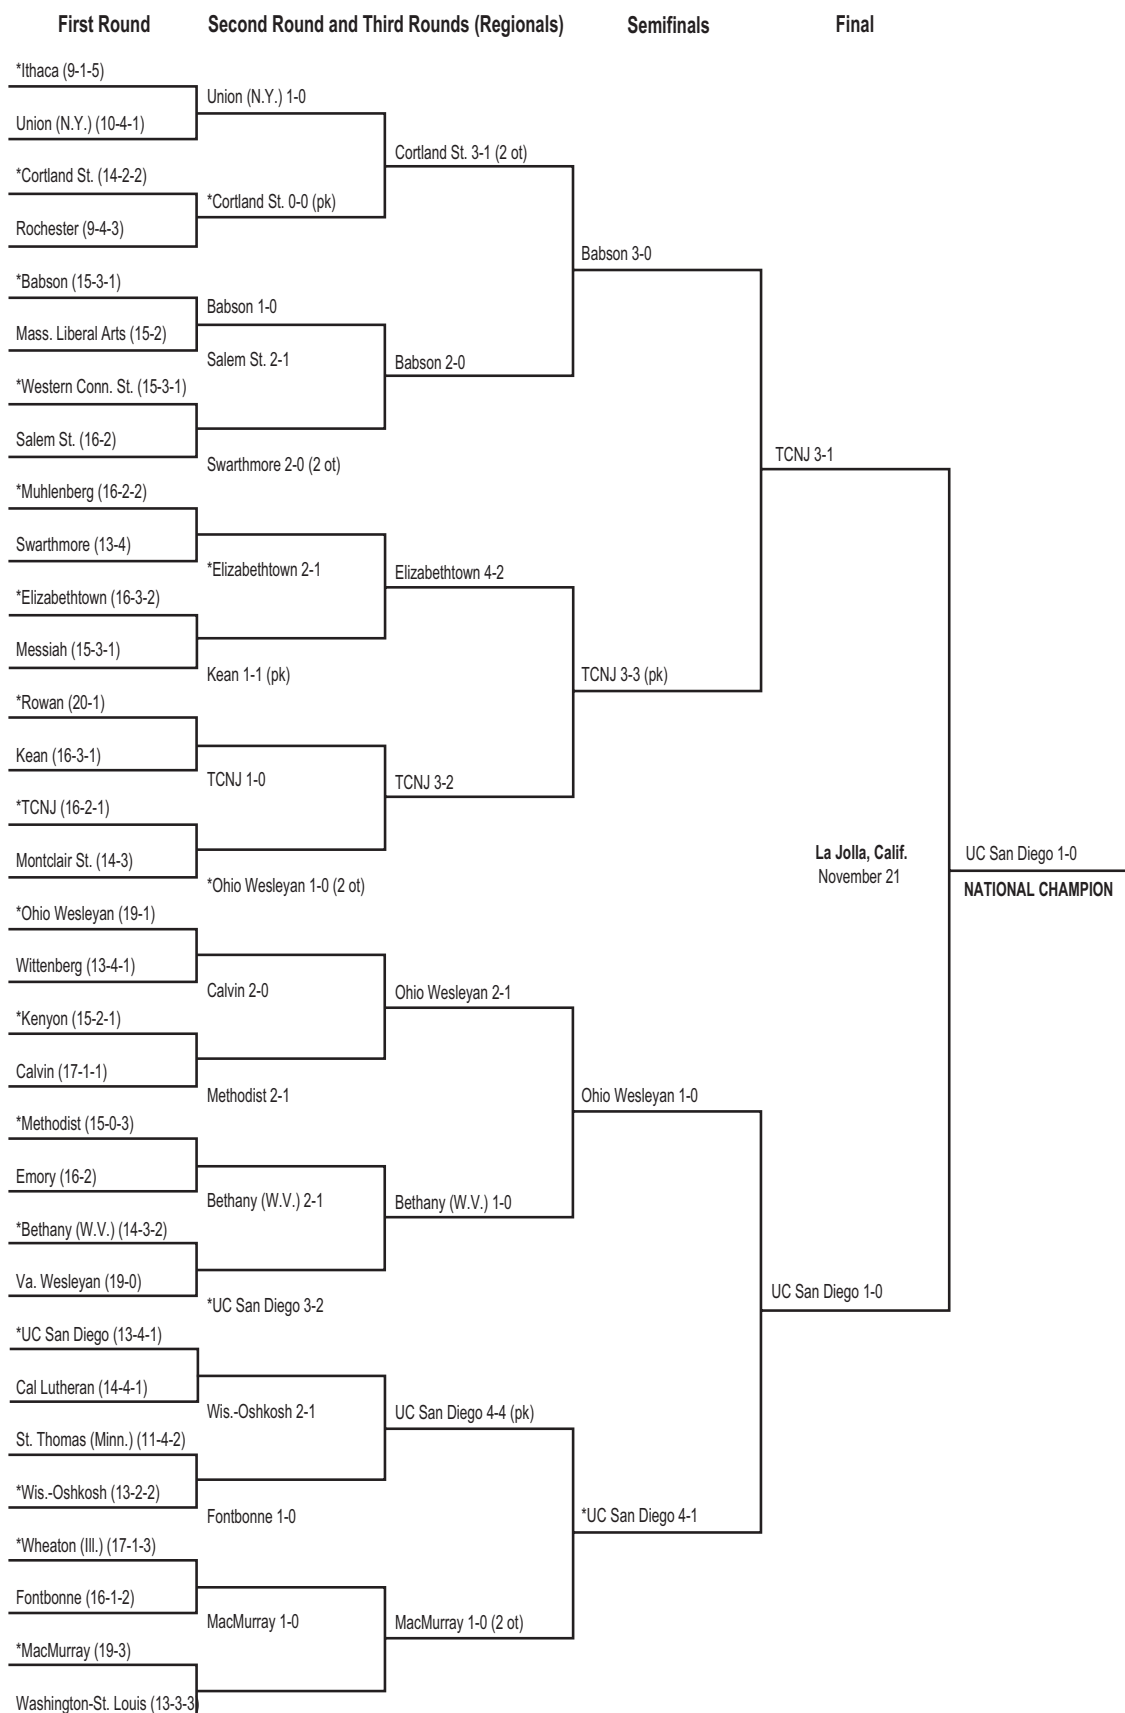 First Round
Second Round and Third Rounds (Regionals)
Semifinals
Final
*Ithaca (9-1-5)
Union (N.Y.) (10-4-1)
*Cortland St. (14-2-2)
Rochester (9-4-3)
*Babson (15-3-1)
Mass. Liberal Arts (15-2)
*Western Conn. St. (15-3-1)
Salem St. (16-2)
*Muhlenberg (16-2-2)
Swarthmore (13-4)
*Elizabethtown (16-3-2)
Messiah (15-3-1)
*Rowan (20-1)
Kean (16-3-1)
*TCNJ (16-2-1)
Montclair St. (14-3)
*Ohio Wesleyan (19-1)
Wittenberg (13-4-1)
*Kenyon (15-2-1)
Calvin (17-1-1)
*Methodist (15-0-3)
Emory (16-2)
*Bethany (W.V.) (14-3-2)
Va. Wesleyan (19-0)
*UC San Diego (13-4-1)
Cal Lutheran (14-4-1)
St. Thomas (Minn.) (11-4-2)
*Wis.-Oshkosh (13-2-2)
*Wheaton (Ill.) (17-1-3)
Fontbonne (16-1-2)
*MacMurray (19-3)
Washington-St. Louis (13-3-3)
Union (N.Y.) 1-0
*Cortland St. 0-0 (pk)
Babson 1-0
Salem St. 2-1
Swarthmore 2-0 (2 ot)
*Elizabethtown 2-1
Kean 1-1 (pk)
TCNJ 1-0
*Ohio Wesleyan 1-0 (2 ot)
Calvin 2-0
Methodist 2-1
Bethany (W.V.) 2-1
*UC San Diego 3-2
Wis.-Oshkosh 2-1
Fontbonne 1-0
MacMurray 1-0
Cortland St. 3-1 (2 ot)
Babson 2-0
Elizabethtown 4-2
TCNJ 3-2
Ohio Wesleyan 2-1
Bethany (W.V.) 1-0
UC San Diego 4-4 (pk)
MacMurray 1-0 (2 ot)
Babson 3-0
TCNJ 3-3 (pk)
Ohio Wesleyan 1-0
*UC San Diego 4-1
TCNJ 3-1
UC San Diego 1-0
La Jolla, Calif.
November 21
UC San Diego 1-0
NATIONAL CHAMPION